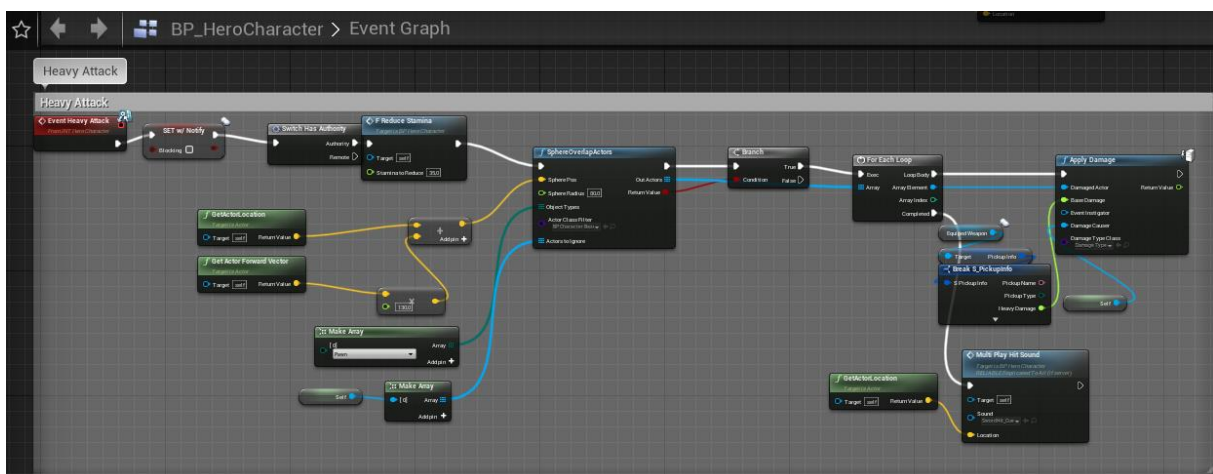 Location
BP_HeroCharacter > Event Graph
Heavy Attack
Heavy Attack
Event Heavy Attack
SET w/ Notify
Blocking
Switch Has Authority
Authority
Remote
F Reduce Stamina
Target is BP Hero Character
Target self
Stamina to Reduce
SphereOverlapActors
Sphere Pos
Out Actors
Sphere Radius
Return Value
Object Types
Actor Class Filter
Actors to Ignore
Branch
True
Condition
False
For Each Loop
Exec
Loop Body
Array
Array Element
Array Index
Completed
Apply Damage
Damaged Actor
Return Value
Base Damage
Event Instigator
Damage Causer
Damage Type Class
Damage Type
GetActorLocation
Target is Actor
Target self
Return Value
Get Actor Forward Vector
Target is Actor
Target self
Return Value
Add pin +
Equipped Weapon
Target
Pickup Info
Break S_PickupInfo
S Pickup Info
Pickup Name
Pickup Type
Heavy Damage
Self
Make Array
[0]
Pawn
Array
Add pin +
Make Array
Self
[0]
Array
Add pin +
Multi Play Hit Sound
Target is BP Hero Character
Target self
Sound
Location
GetActorLocation
Target is Actor
Target self
Return Value